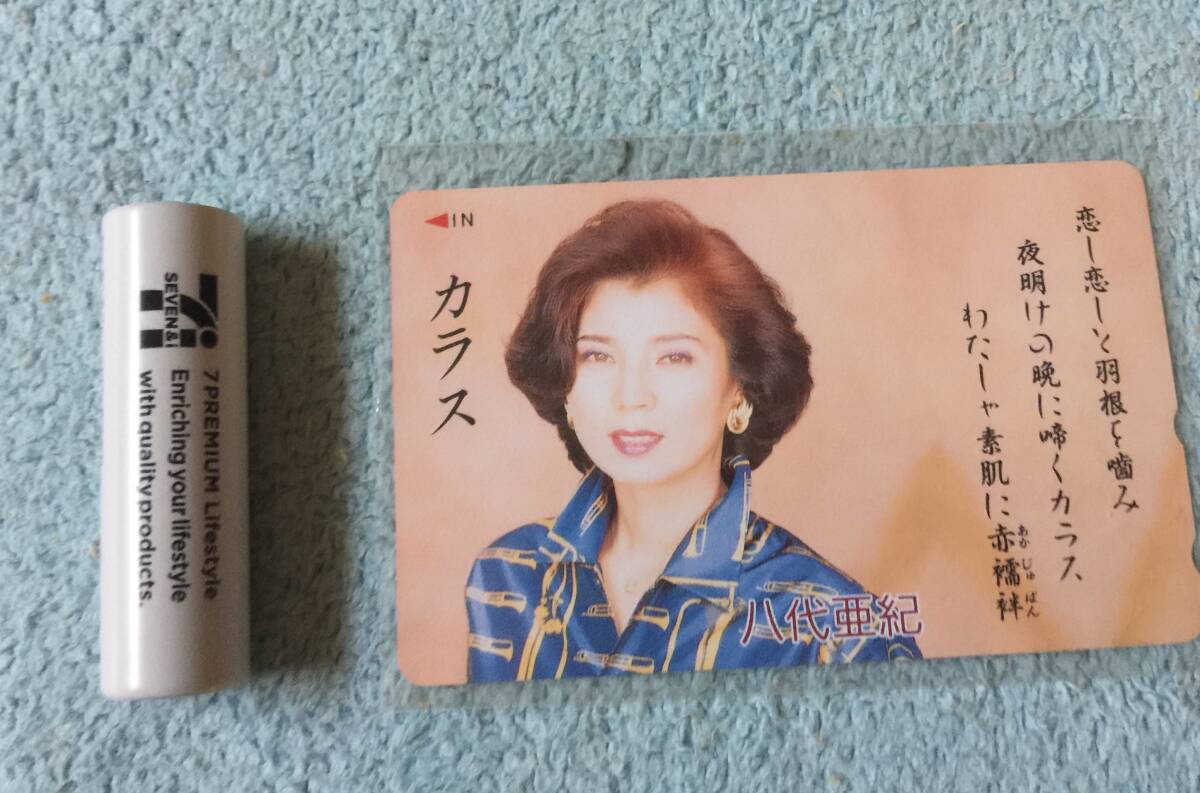 SEVEN&i
7PREMIUM Lifestyle
Enriching your lifestyle
with quality products.
IN
カラス
恋し恋しと羽根を嚙み
夜明けの晩に啼くカラス
わたしゃ素肌に赤襦袢
あか じゅ ばん
八代亜紀